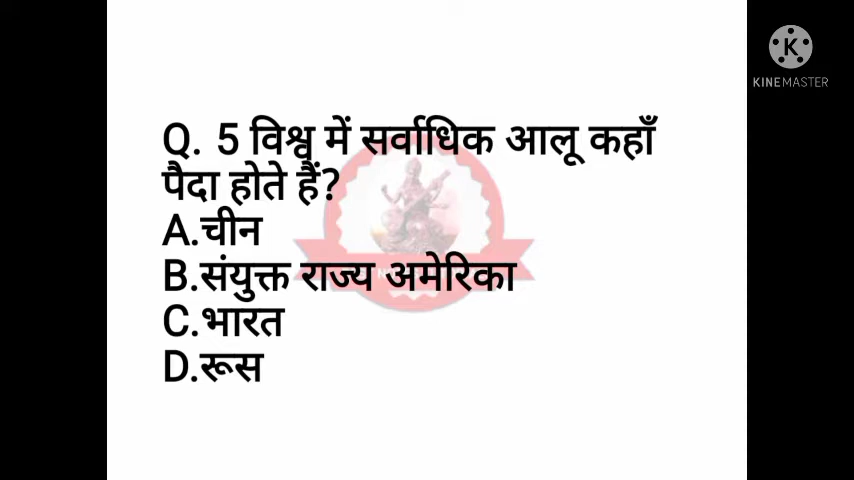 KINEMASTER
Q. 5 विश्व में सर्वाधिक आलू कहाँ
पैदा होते हैं?
A.चीन
B.संयुक्त राज्य अमेरिका
C.भारत
D.रूस